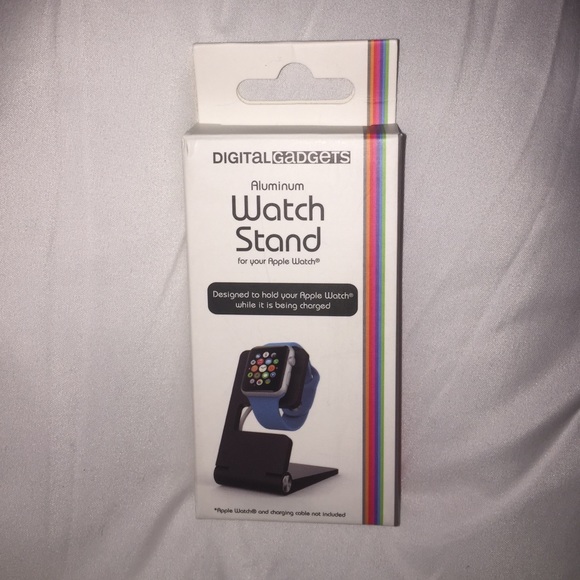 DIGITALGADGETS
Aluminum
Watch
Stand
for your Apple Watch®
Designed to hold your Apple Watch®
while it is being charged
*Apple Watch® and charging cable not included